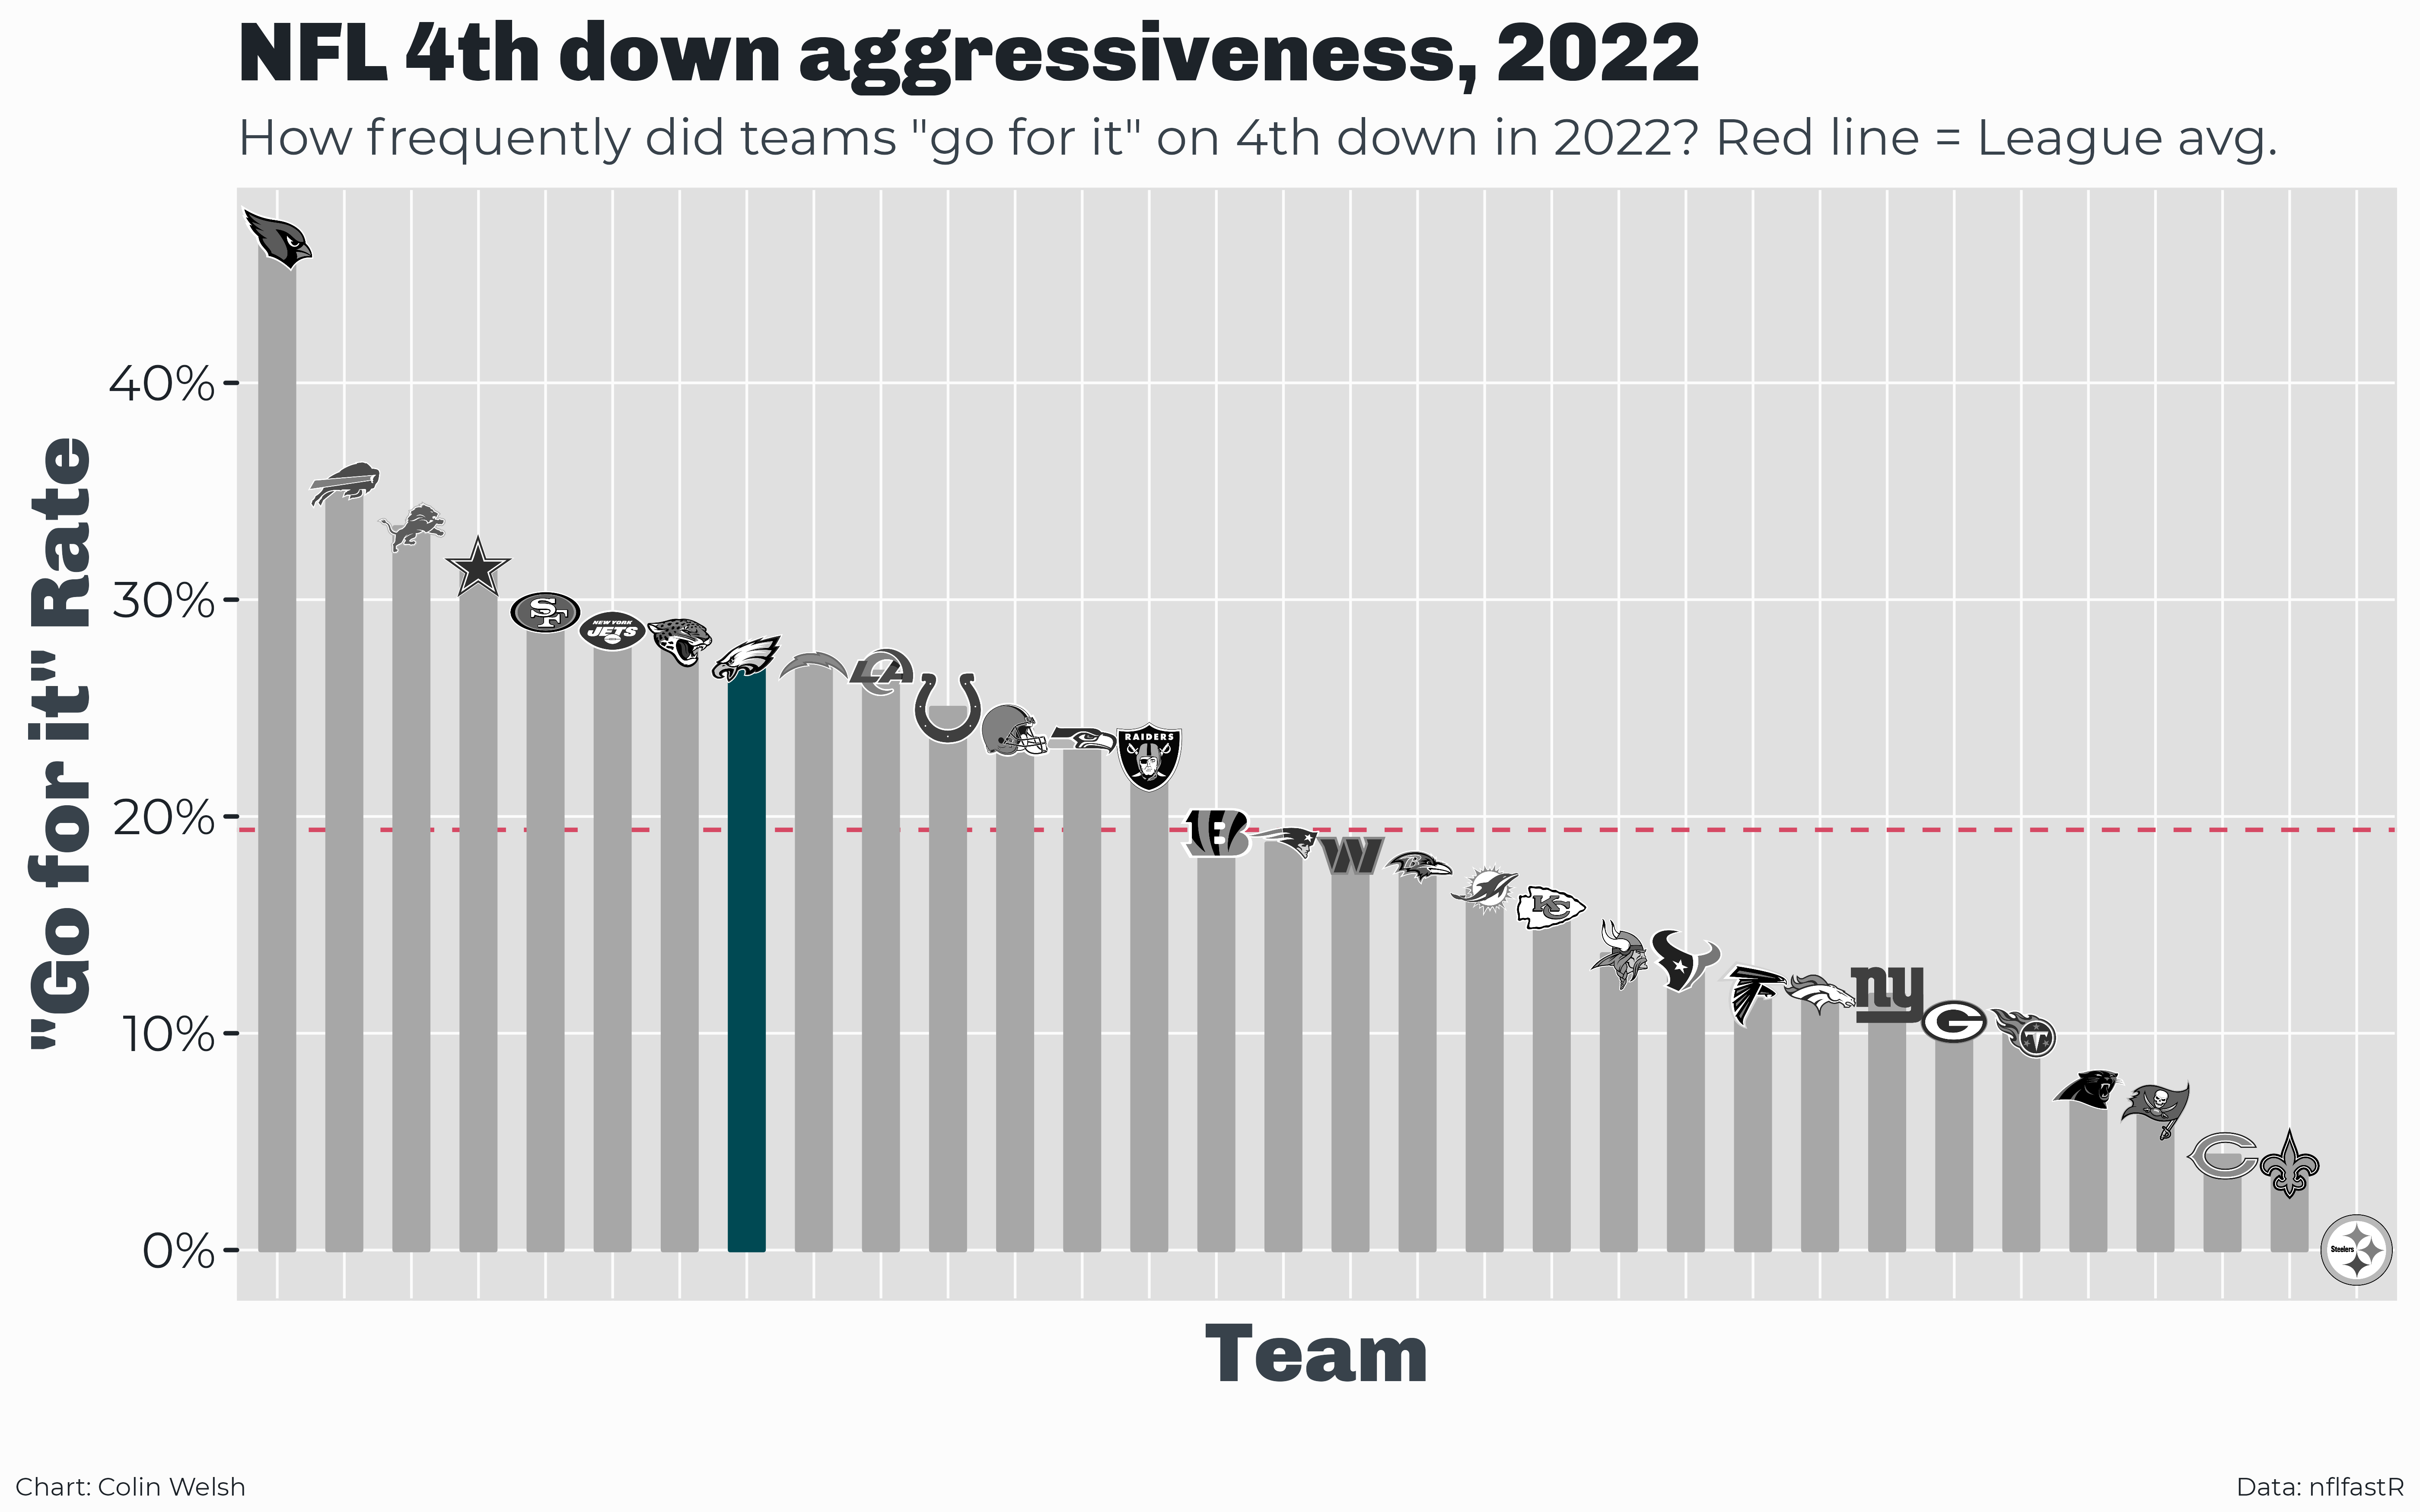 NFL 4th down aggressiveness, 2022
How frequently did teams "go for it" on 4th down in 2022? Red line = League avg.
"Go for it" Rate
40%
30%
20%
10%
0%
SF
NEW YORK
JETS
LA
RAIDERS
B
W
B
KC
ny
G
T
C
Steelers
Team
Chart: Colin Welsh
Data: nflfastR